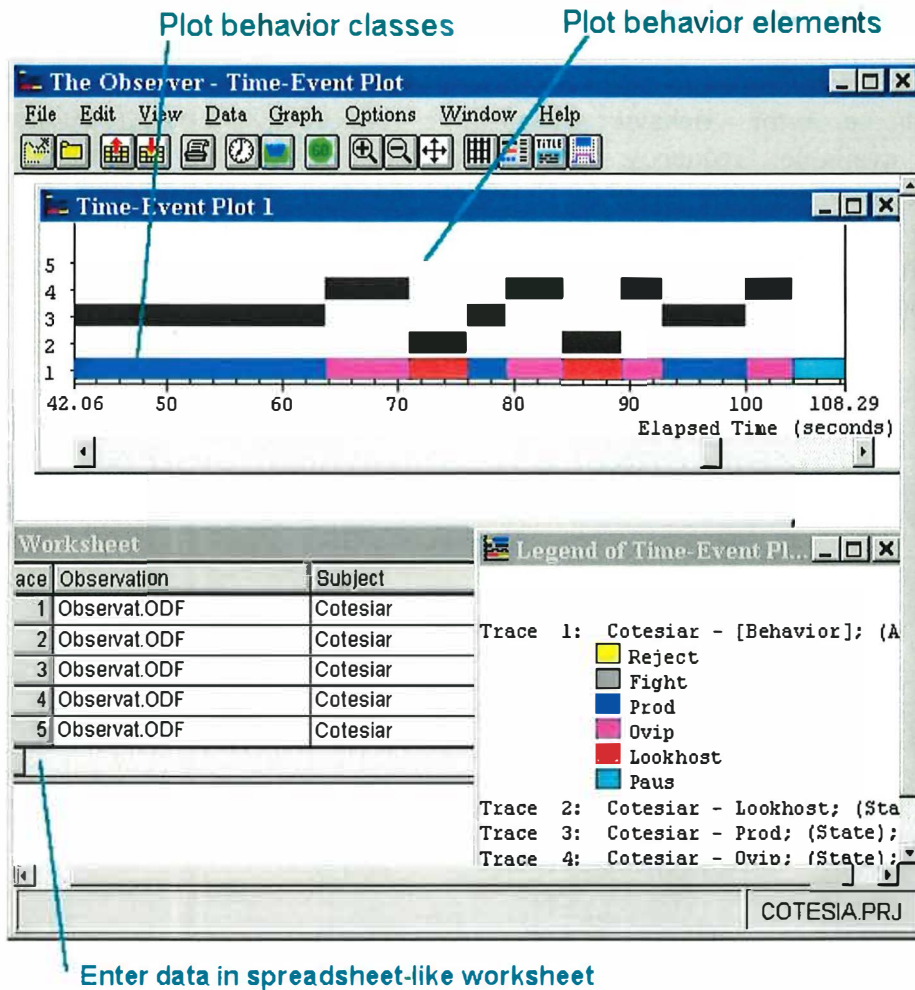 Plot behavior classes
Plot behavior elements
The Observer - Time-Event Plot
File Edit View Data Graph Options Window Help
GO
TITLE
Time-Event Plot 1
5
4
3
2
1
42.06 50 60 70 80 90 100 108.29
Elapsed Time (seconds)
Worksheet
ace Observation Subject
1 Observat.ODF Cotesiar
2 Observat.ODF Cotesiar
3 Observat.ODF Cotesiar
4 Observat.ODF Cotesiar
5 Observat.ODF Cotesiar
Legend of Time-Event Pl...
Trace 1: Cotesiar - [Behavior]; (A
Reject
Fight
Prod
Ovip
Lookhost
Paus
Trace 2: Cotesiar - Lookhost; (Sta
Trace 3: Cotesiar - Prod; (State);
Trace 4: Cotesiar - Ovip; (State);
COTESIA.PRJ
Enter data in spreadsheet-like worksheet